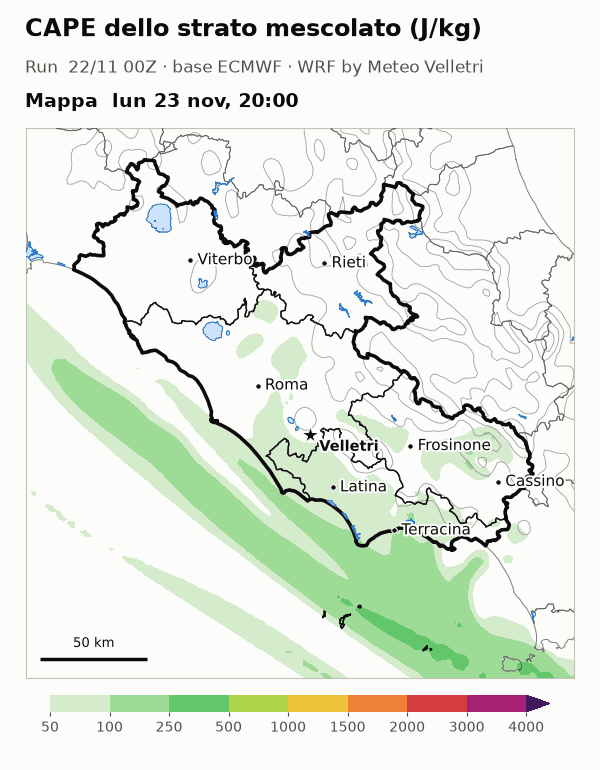 CAPE dello strato mescolato (J/kg)
Run  22/11 00Z · base ECMWF · WRF by Meteo Velletri
Mappa  lun 23 nov, 20:00
Viterbo
Rieti
Roma
Velletri
Frosinone
Latina
Cassino
Terracina
50 km
50 100 250 500 1000 1500 2000 3000 4000